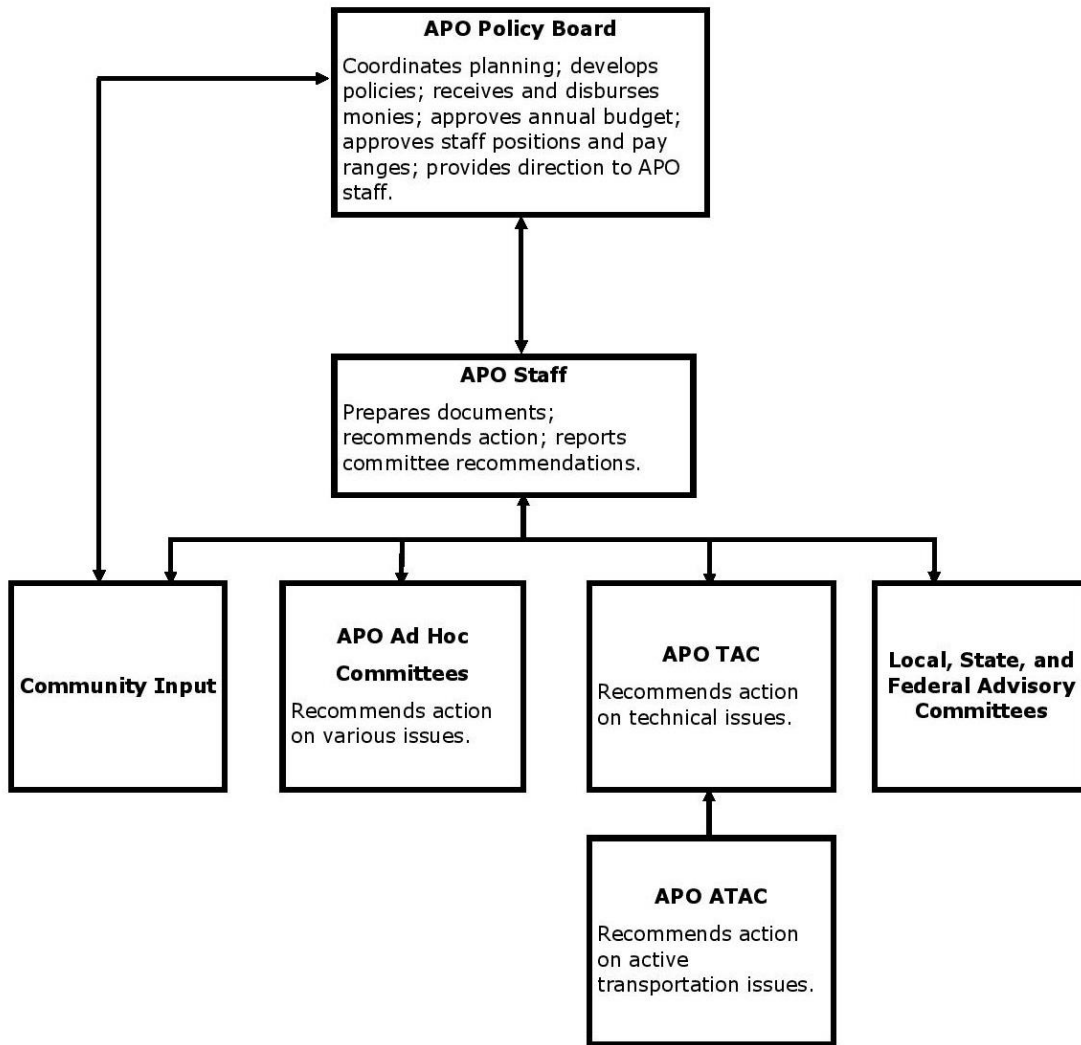 APO Policy Board
Coordinates planning; develops
policies; receives and disburses
monies; approves annual budget;
approves staff positions and pay
ranges; provides direction to APO
staff.
APO Staff
Prepares documents;
recommends action; reports
committee recommendations.
Community Input
APO Ad Hoc
Committees
Recommends action
on various issues.
APO TAC
Recommends action
on technical issues.
Local, State, and
Federal Advisory
Committees
APO ATAC
Recommends action
on active
transportation issues.